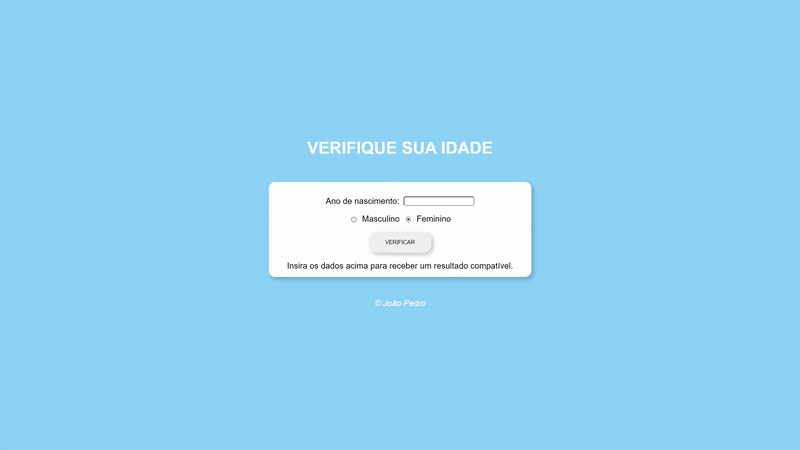 VERIFIQUE SUA IDADE
Ano de nascimento:
Masculino Feminino
VERIFICAR
Insira os dados acima para receber um resultado compatível.
© João Pedro